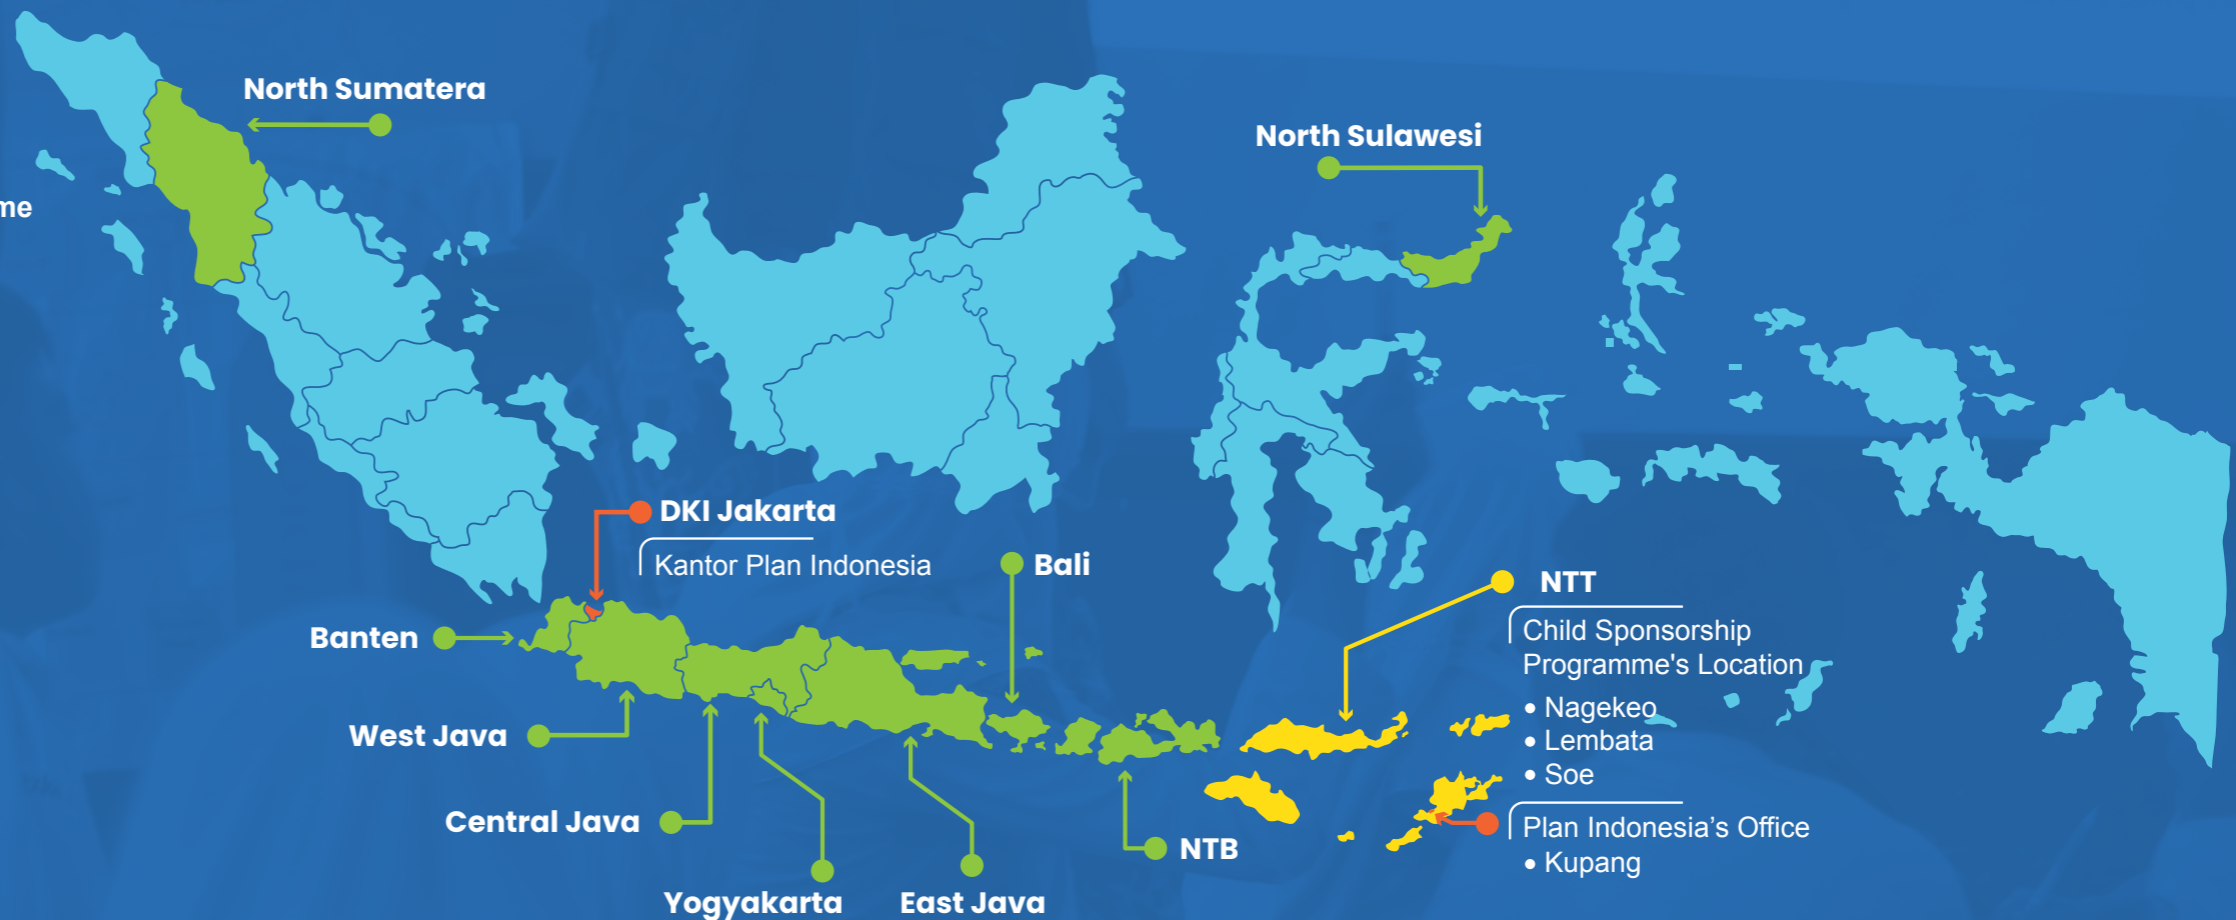 North Sumatera
North Sulawesi
me
DKI Jakarta
Kantor Plan Indonesia
Bali
NTT
Child Sponsorship
Programme's Location
• Nagekeo
• Lembata
• Soe
Plan Indonesia’s Office
• Kupang
Banten
West Java
Central Java
Yogyakarta
East Java
NTB